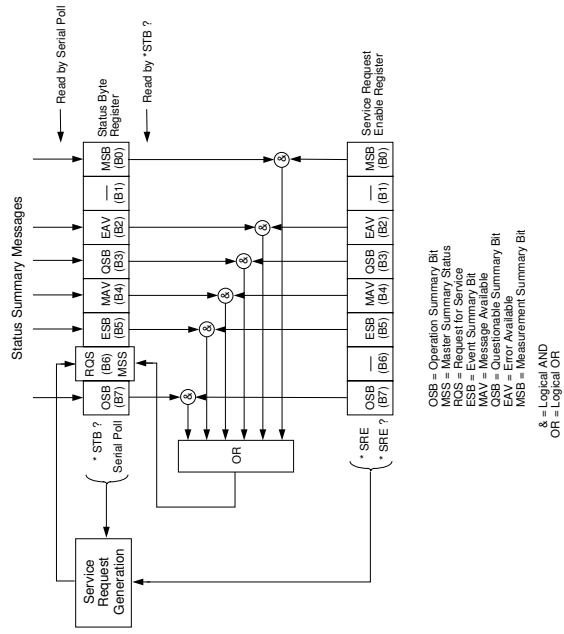 Status Summary Messages
Read by Serial Poll
Service
Request
Generation
* STB ?
Serial Poll
OSB
(B7)
RQS
(B6)
MSS
ESB
(B5)
MAV
(B4)
QSB
(B3)
EAV
(B2)
—
(B1)
MSB
(B0)
Status Byte
Register
Read by *STB ?
OR
&
&
&
&
&
&
* SRE
* SRE ?
OSB
(B7)
—
(B6)
ESB
(B5)
MAV
(B4)
QSB
(B3)
EAV
(B2)
—
(B1)
MSB
(B0)
Service Request
Enable Register
OSB = Operation Summary Bit
MSS = Master Summary Status
RQS = Request for Service
ESB = Event Summary Bit
MAV = Message Available
QSB = Questionable Summary Bit
EAV = Error Available
MSB = Measurement Summary Bit
& = Logical AND
OR = Logical OR